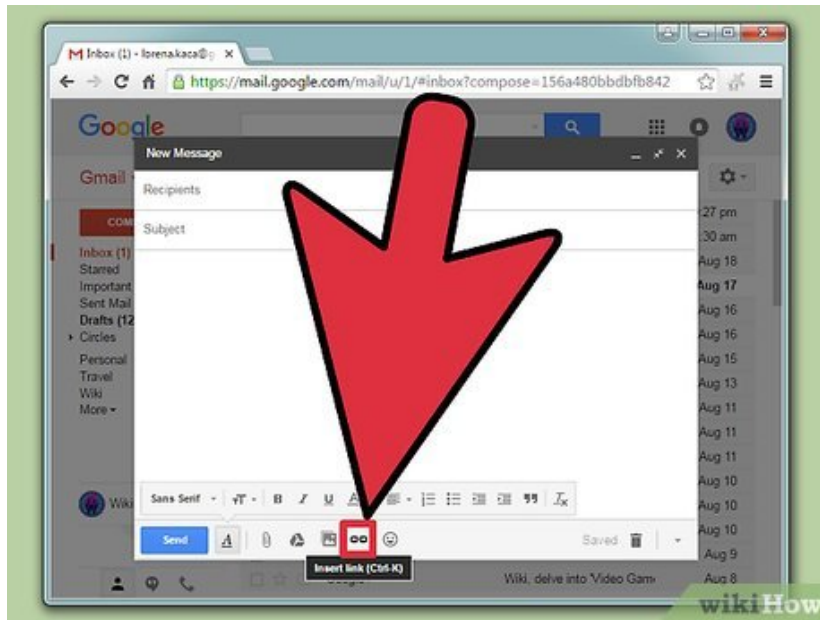 Inbox (1) - lorena.kaca@g
https://mail.google.com/mail/u/1/#inbox?compose=156a480bbdbfb842
Google
New Message
Gmail
Recipients
27 pm
COM
Subject
30 am
Inbox (1)
Aug 18
Starred
Important
Aug 17
Sent Mail
Aug 16
Drafts (12
Circles
Aug 16
Personal
Aug 15
Travel
Aug 13
Wiki
More
Aug 11
Aug 11
Aug 11
Aug 10
Wiki
Sans Serif T B I U A Tx
Aug 10
Send A Saved
Aug 10
Insert link (Ctrl-K)
Aug 9
Google Wiki, delve into 'Video Gam
Aug 8
wikiHow